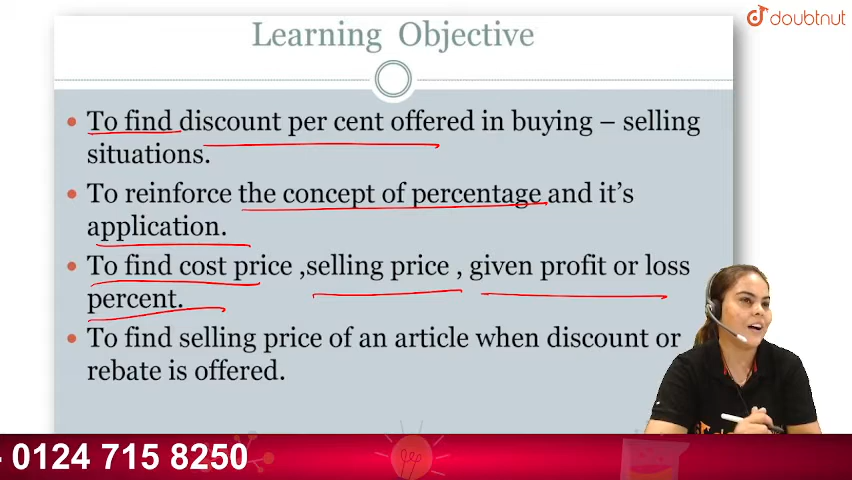 doubtnut
Learning Objective
• To find discount per cent offered in buying – selling
situations.
• To reinforce the concept of percentage and it's
application.
• To find cost price ,selling price , given profit or loss
percent.
• To find selling price of an article when discount or
rebate is offered.
- 0124 715 8250